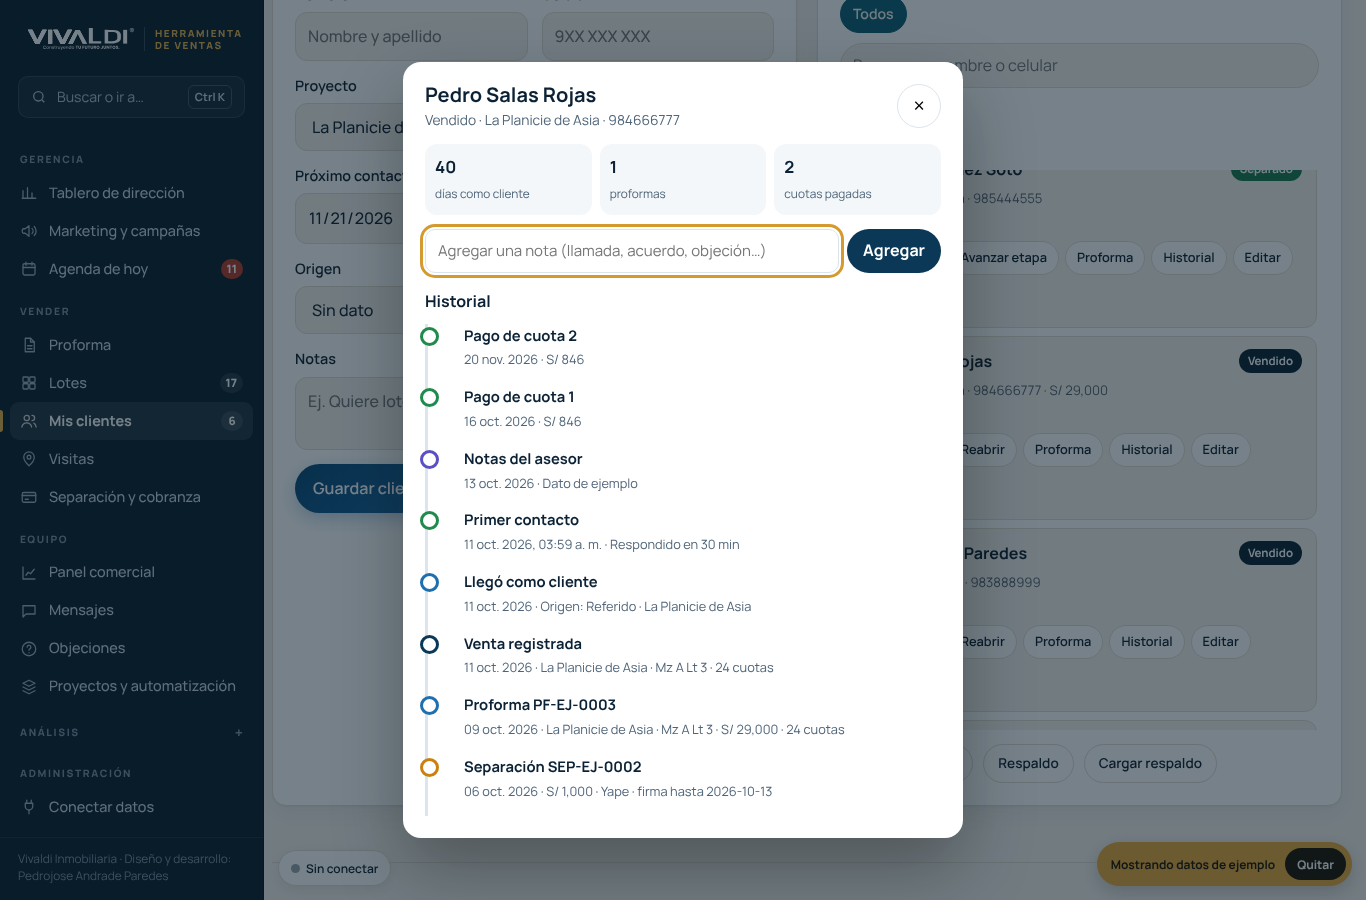 VIVALDI
Construyendo TU FUTURO JUNTOS.
HERRAMIENTA
DE VENTAS
Buscar o ir a…
Ctrl K
GERENCIA
Tablero de dirección
Marketing y campañas
Agenda de hoy
11
VENDER
Proforma
Lotes
17
Mis clientes
6
Visitas
Separación y cobranza
EQUIPO
Panel comercial
Mensajes
Objeciones
Proyectos y automatización
ANÁLISIS
+
ADMINISTRACIÓN
Conectar datos
Vivaldi Inmobiliaria · Diseño y desarrollo:
Pedrojose Andrade Paredes
Nombre y apellido
9XX XXX XXX
Proyecto
La Planicie d
Próximo contac
11/21/2026
Origen
Sin dato
Notas
Ej. Quiere lot
Guardar clie
Pedro Salas Rojas
Vendido · La Planicie de Asia · 984666777
×
40
días como cliente
1
proformas
2
cuotas pagadas
Agregar una nota (llamada, acuerdo, objeción…)
Agregar
Historial
Pago de cuota 2
20 nov. 2026 · S/ 846
Pago de cuota 1
16 oct. 2026 · S/ 846
Notas del asesor
13 oct. 2026 · Dato de ejemplo
Primer contacto
11 oct. 2026, 03:59 a. m. · Respondido en 30 min
Llegó como cliente
11 oct. 2026 · Origen: Referido · La Planicie de Asia
Venta registrada
11 oct. 2026 · La Planicie de Asia · Mz A Lt 3 · 24 cuotas
Proforma PF-EJ-0003
09 oct. 2026 · La Planicie de Asia · Mz A Lt 3 · S/ 29,000 · 24 cuotas
Separación SEP-EJ-0002
06 oct. 2026 · S/ 1,000 · Yape · firma hasta 2026-10-13
Todos
mbre o celular
ez Soto
Separado
· 985444555
Avanzar etapa
Proforma
Historial
Editar
ojas
Vendido
· 984666777 · S/ 29,000
Reabrir
Proforma
Historial
Editar
Paredes
Vendido
· 983888999
Reabrir
Proforma
Historial
Editar
Respaldo
Cargar respaldo
Sin conectar
Mostrando datos de ejemplo
Quitar